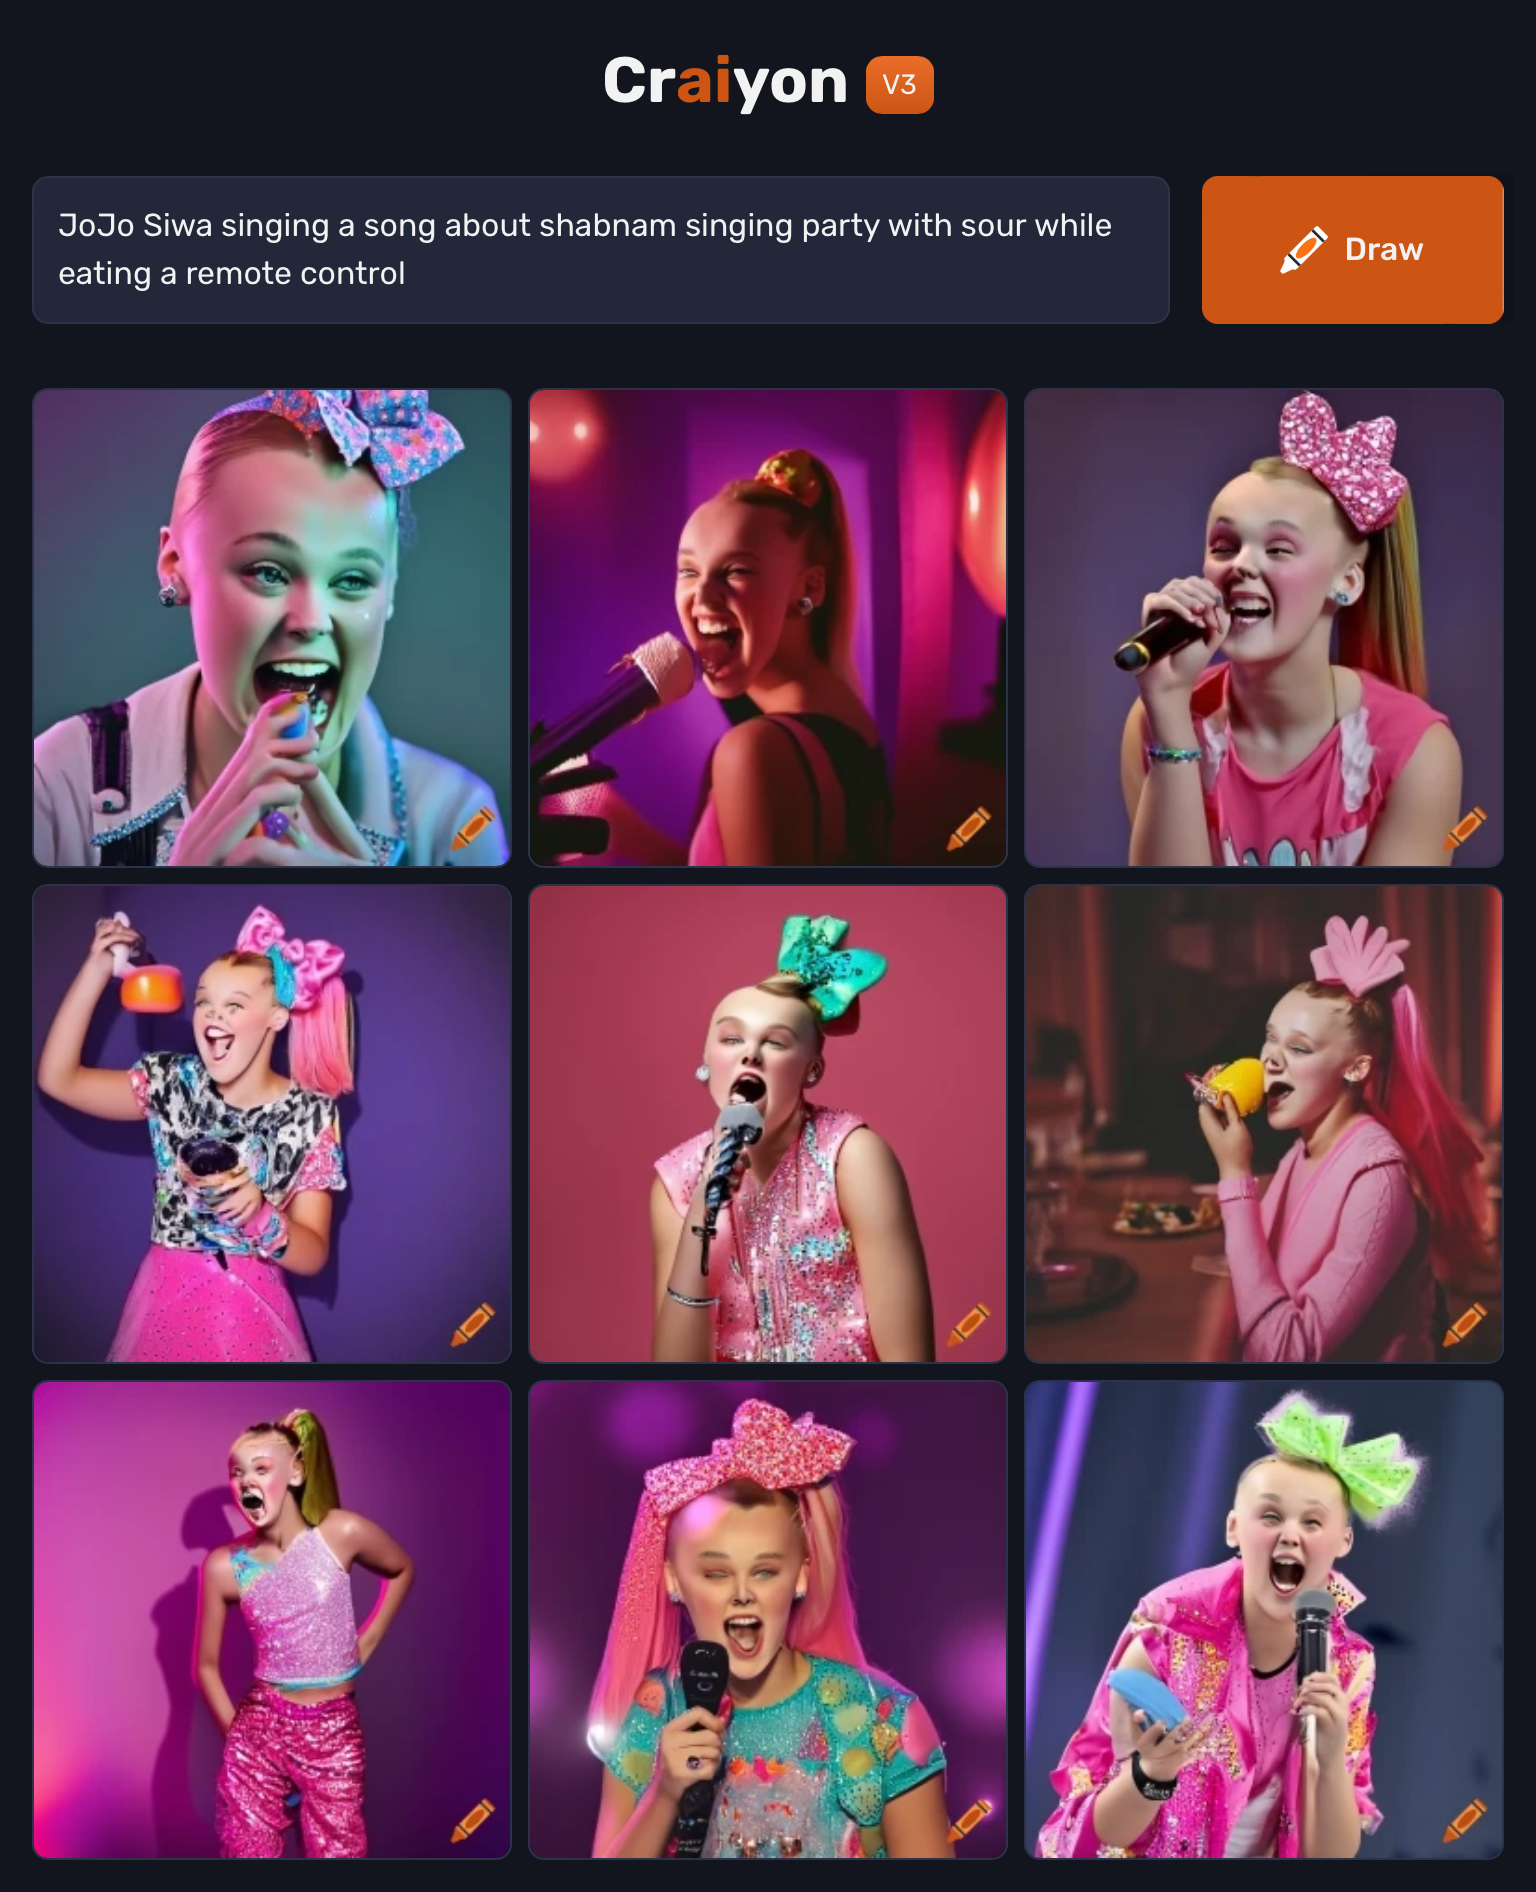 Craiyon V3
JoJo Siwa singing a song about shabnam singing party with sour while
eating a remote control
Draw